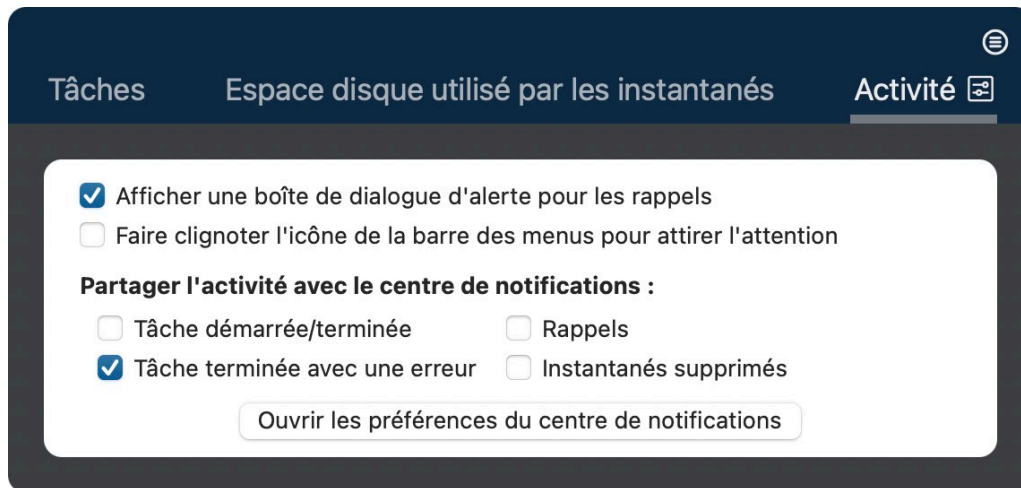 Tâches Espace disque utilisé par les instantanés Activité
Afficher une boîte de dialogue d'alerte pour les rappels
Faire clignoter l'icône de la barre des menus pour attirer l'attention
Partager l'activité avec le centre de notifications :
Tâche démarrée/terminée Rappels
Tâche terminée avec une erreur Instantanés supprimés
Ouvrir les préférences du centre de notifications